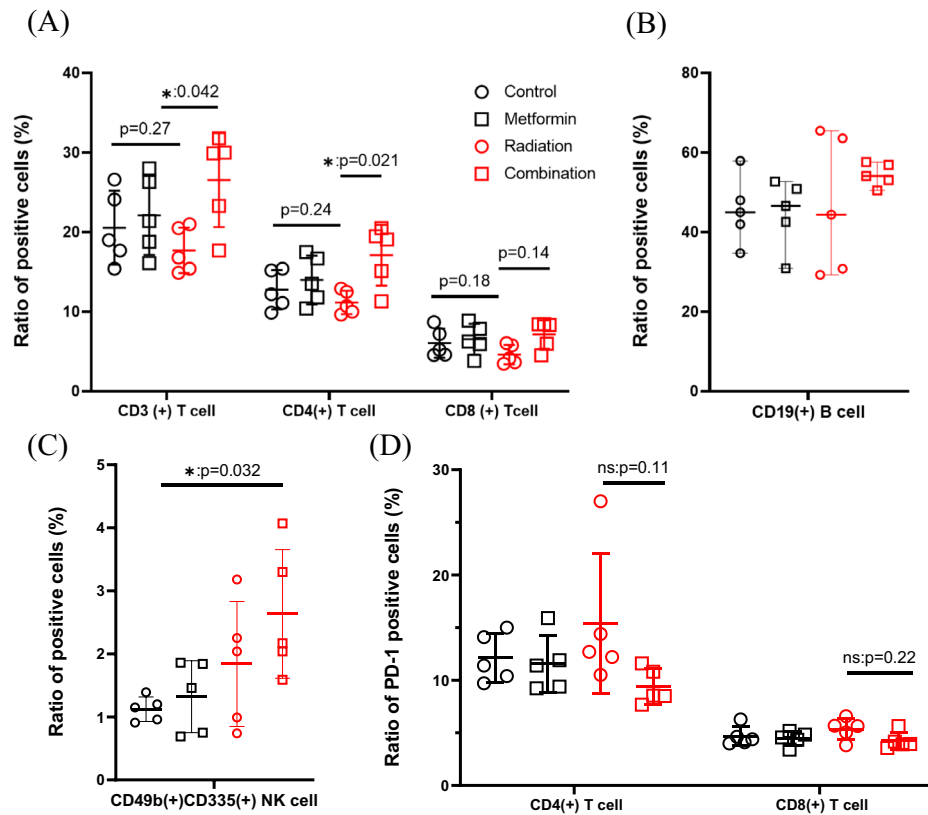 (A)
Ratio of positive cells (%)
40
30
20
10
0
∗:0.042
p=0.27
∗:p=0.021
p=0.24
p=0.14
p=0.18
Control
Metformin
Radiation
Combination
CD3 (+) T cell
CD4(+) T cell
CD8 (+) Tcell
(B)
Ratio of positive cells (%)
80
60
40
20
0
CD19(+) B cell
(C)
Ratio of positive cells (%)
5
4
3
2
1
0
∗:p=0.032
CD49b(+)CD335(+) NK cell
(D)
Ratio of PD-1 positive cells (%)
30
20
10
0
ns:p=0.11
ns:p=0.22
CD4(+) T cell
CD8(+) T cell